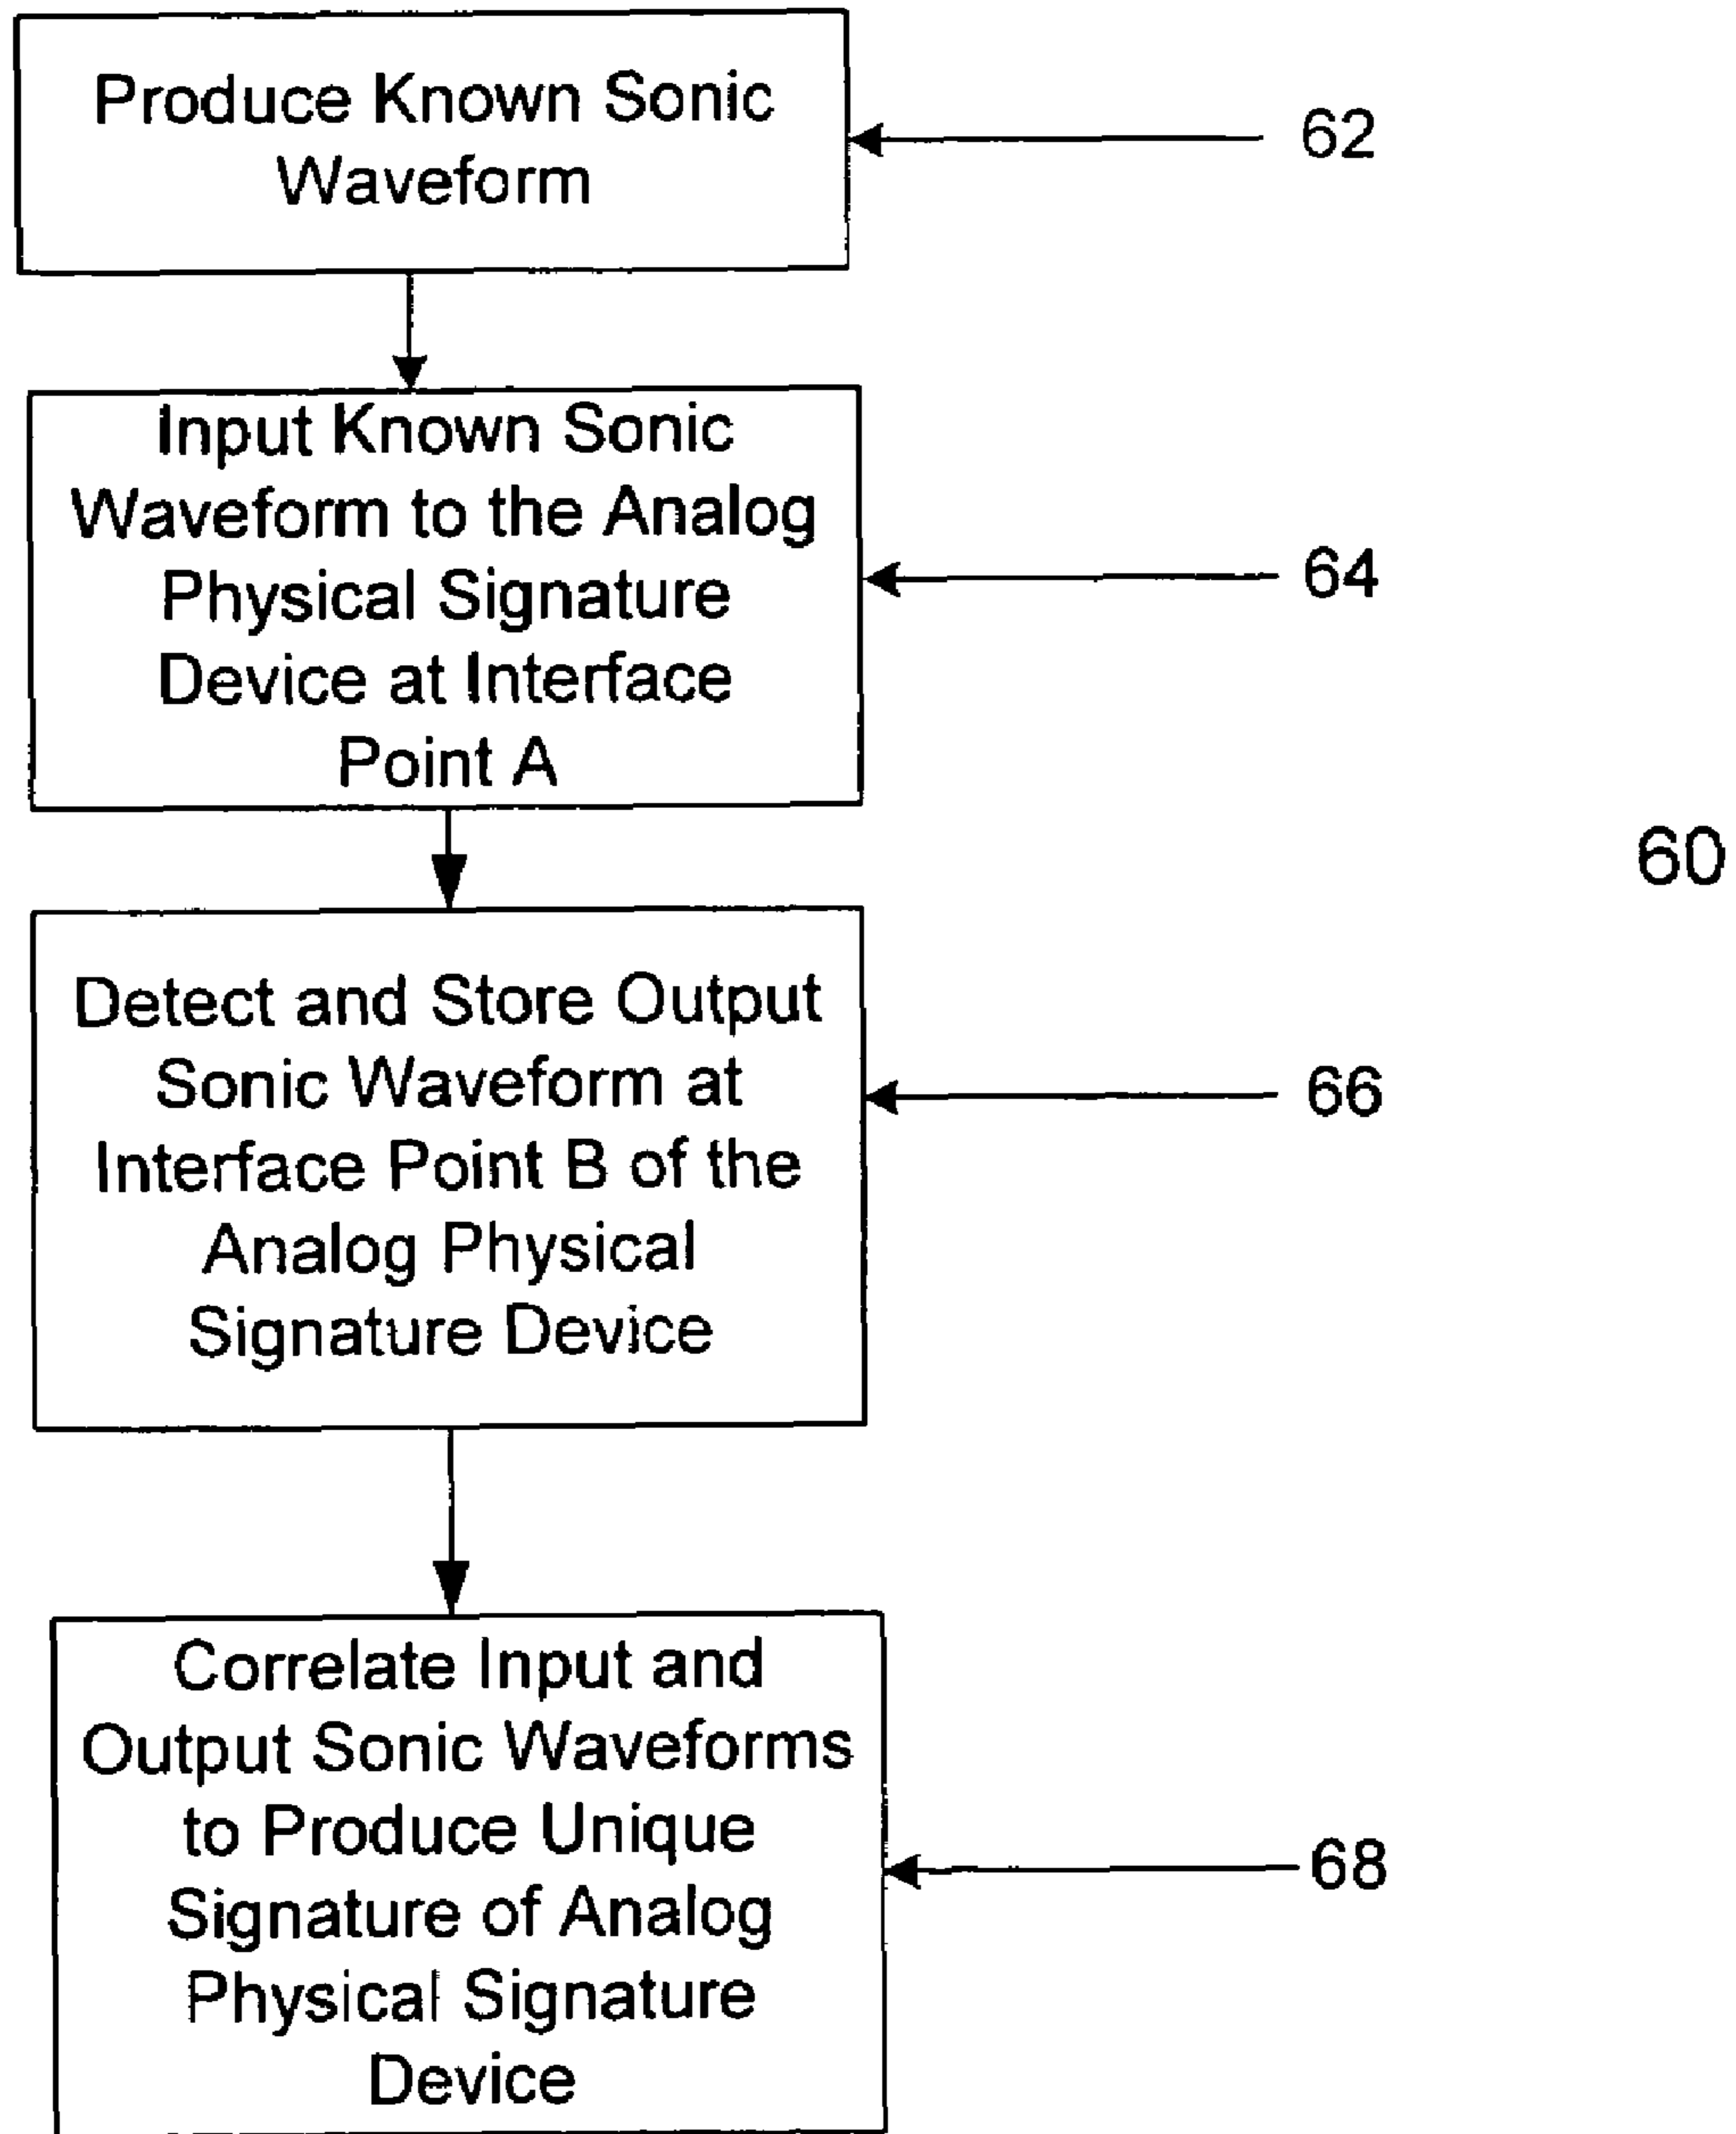 Produce Known Sonic
Waveform
62
Input Known Sonic
Waveform to the Analog
Physical Signature
Device at Interface
Point A
64
60
Detect and Store Output
Sonic Waveform at
Interface Point B of the
Analog Physical
Signature Device
66
Correlate Input and
Output Sonic Waveforms
to Produce Unique
Signature of Analog
Physical Signature
Device
68